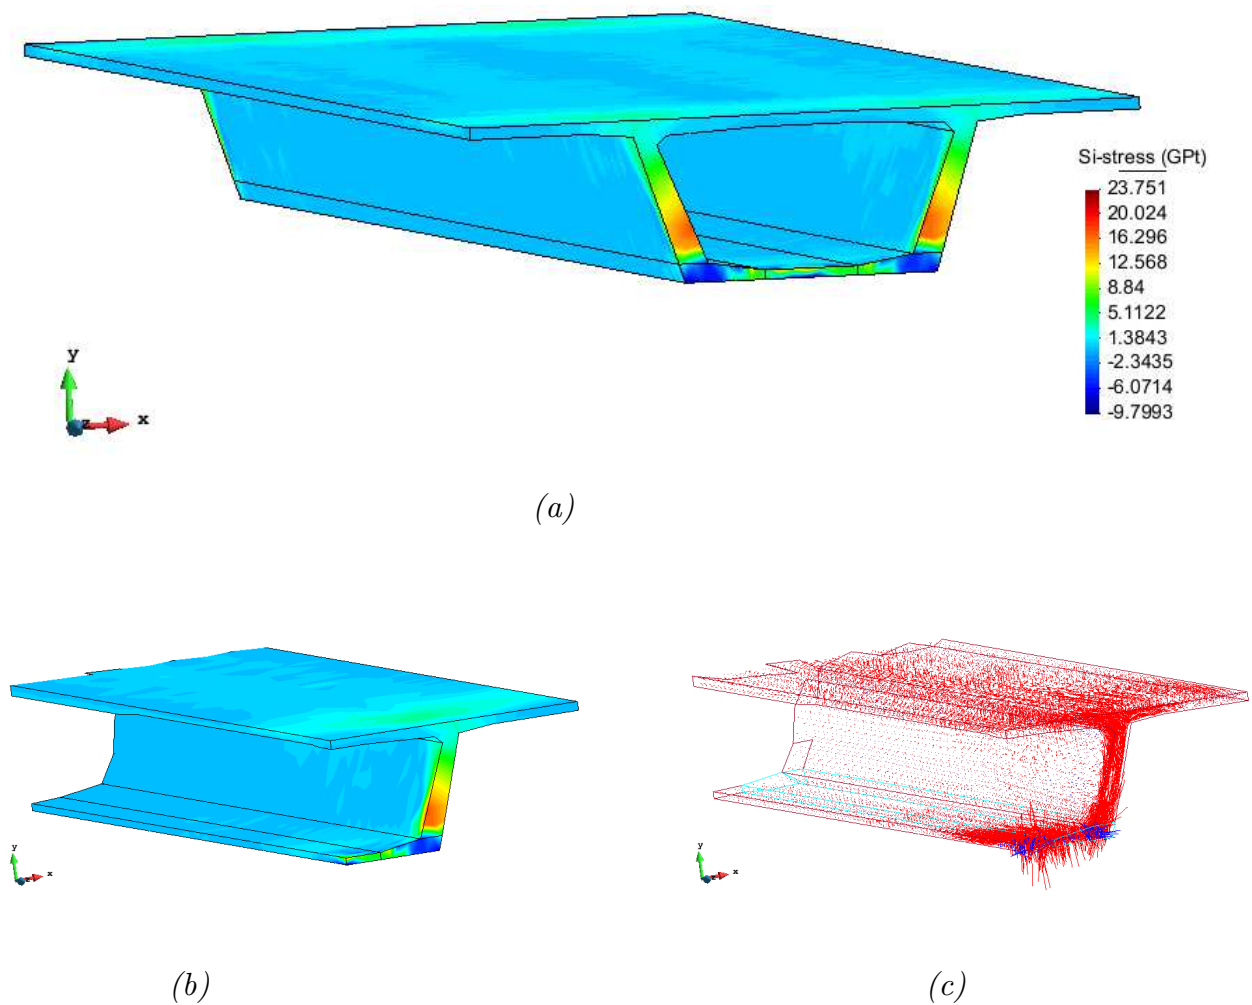 Si-stress (GPt)
23.751
20.024
16.296
12.568
8.84
5.1122
1.3843
-2.3435
-6.0714
-9.7993
y
z
x
(a)
y
z
x
y
z
x
(b)
(c)